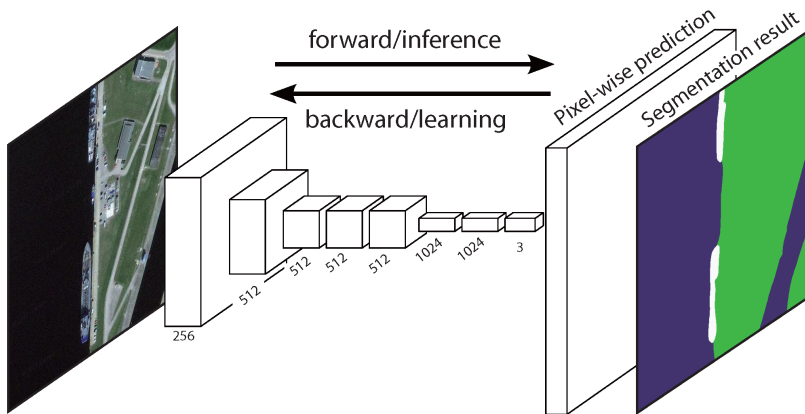 forward/inference
backward/learning
Pixel-wise prediction
Segmentation result
256
512
512
512
512
1024
1024
3